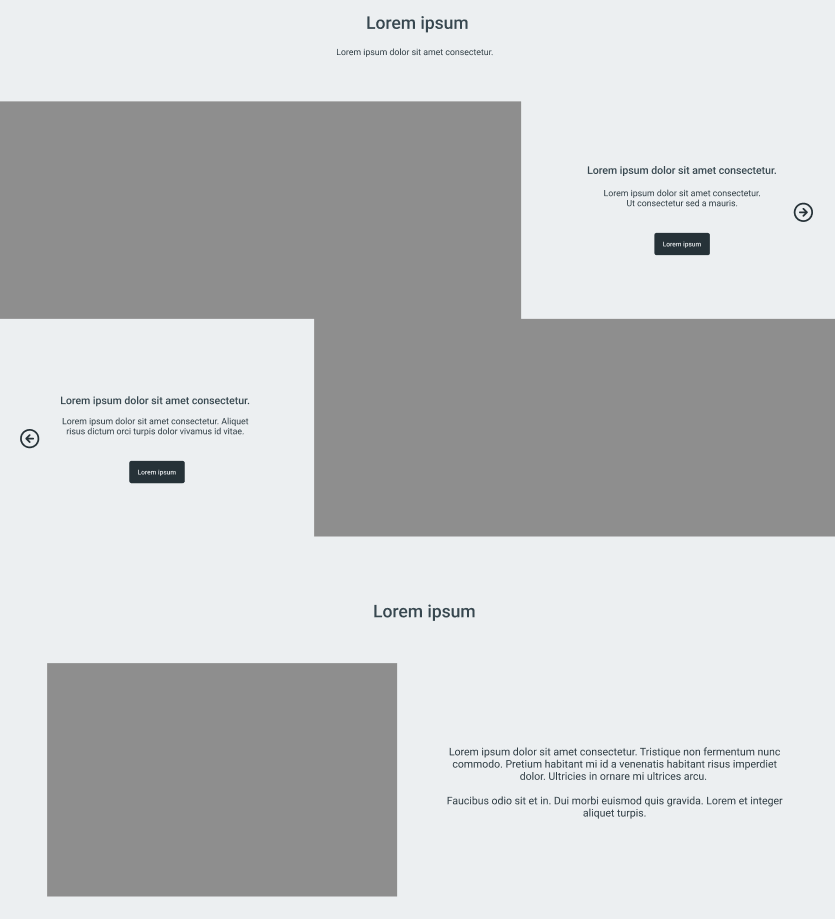 Lorem ipsum
Lorem ipsum dolor sit amet consectetur.
Lorem ipsum dolor sit amet consectetur.
Lorem ipsum dolor sit amet consectetur.
Ut consectetur sed a mauris.
Lorem ipsum
Lorem ipsum dolor sit amet consectetur.
Lorem ipsum dolor sit amet consectetur. Aliquet
risus dictum orci turpis dolor vivamus id vitae.
Lorem ipsum
Lorem ipsum
Lorem ipsum dolor sit amet consectetur. Tristique non fermentum nunc
commodo. Pretium habitant mi id a venenatis habitant risus imperdiet
dolor. Ultricies in ornare mi ultrices arcu.
Faucibus odio sit et in. Dui morbi euismod quis gravida. Lorem et integer
aliquet turpis.